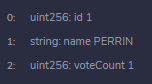 0: uint256: id 1
1: string: name PERRIN
2: uint256: voteCount 1